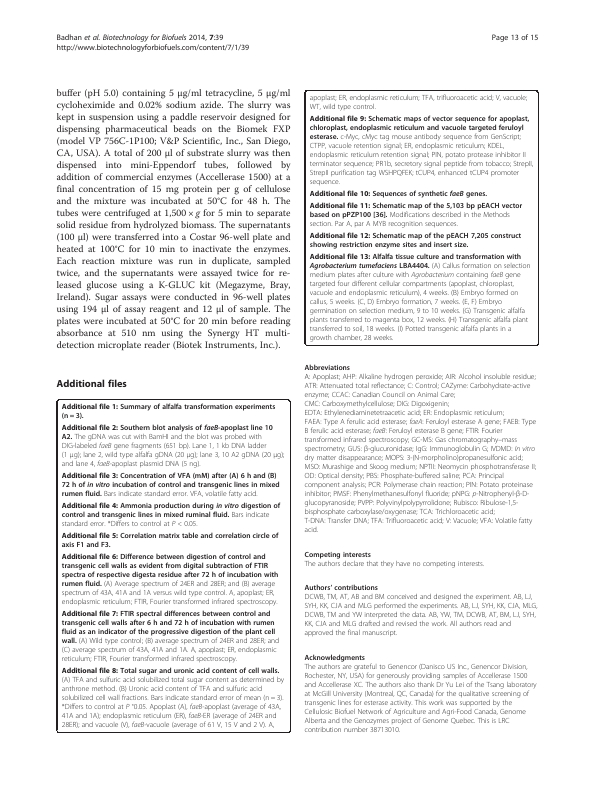 Badhan et al. Biotechnology for Biofuels 2014, 7:39
http://www.biotechnologyforbiofuels.com/content/7/1/39
Page 13 of 15
buffer (pH 5.0) containing 5 μg/ml tetracycline, 5 μg/ml
cycloheximide and 0.02% sodium azide. The slurry was
kept in suspension using a paddle reservoir designed for
dispensing pharmaceutical beads on the Biomek FXP
(model VP 756C-1P100; V&P Scientific, Inc., San Diego,
CA, USA). A total of 200 μl of substrate slurry was then
dispensed into mini-Eppendorf tubes, followed by
addition of commercial enzymes (Accellerase 1500) at a
final concentration of 15 mg protein per g of cellulose
and the mixture was incubated at 50°C for 48 h. The
tubes were centrifuged at 1,500 × g for 5 min to separate
solid residue from hydrolyzed biomass. The supernatants
(100 μl) were transferred into a Costar 96-well plate and
heated at 100°C for 10 min to inactivate the enzymes.
Each reaction mixture was run in duplicate, sampled
twice, and the supernatants were assayed twice for re-
leased glucose using a K-GLUC kit (Megazyme, Bray,
Ireland). Sugar assays were conducted in 96-well plates
using 194 μl of assay reagent and 12 μl of sample. The
plates were incubated at 50°C for 20 min before reading
absorbance at 510 nm using the Synergy HT multi-
detection microplate reader (Biotek Instruments, Inc.).
Additional files
Additional file 1: Summary of alfalfa transformation experiments
(n = 3).
Additional file 2: Southern blot analysis of faeB-apoplast line 10
A2. The gDNA was cut with BamHI and the blot was probed with
DIG-labeled faeB gene fragments (651 bp). Lane 1, 1 kb DNA ladder
(1 μg); lane 2, wild type alfalfa gDNA (20 μg); lane 3, 10 A2 gDNA (20 μg);
and lane 4, faeB-apoplast plasmid DNA (5 ng).
Additional file 3: Concentration of VFA (mM) after (A) 6 h and (B)
72 h of in vitro incubation of control and transgenic lines in mixed
rumen fluid. Bars indicate standard error. VFA, volatile fatty acid.
Additional file 4: Ammonia production during in vitro digestion of
control and transgenic lines in mixed ruminal fluid. Bars indicate
standard error. *Differs to control at P < 0.05.
Additional file 5: Correlation matrix table and correlation circle of
axis F1 and F3.
Additional file 6: Difference between digestion of control and
transgenic cell walls as evident from digital subtraction of FTIR
spectra of respective digesta residue after 72 h of incubation with
rumen fluid. (A) Average spectrum of 24ER and 28ER; and (B) average
spectrum of 43A, 41A and 1A versus wild type control. A, apoplast; ER,
endoplasmic reticulum; FTIR, Fourier transformed infrared spectroscopy.
Additional file 7: FTIR spectral differences between control and
transgenic cell walls after 6 h and 72 h of incubation with rumen
fluid as an indicator of the progressive digestion of the plant cell
wall. (A) Wild type control; (B) average spectrum of 24ER and 28ER; and
(C) average spectrum of 43A, 41A and 1A. A, apoplast; ER, endoplasmic
reticulum; FTIR, Fourier transformed infrared spectroscopy.
Additional file 8: Total sugar and uronic acid content of cell walls.
(A) TFA and sulfuric acid solubilized total sugar content as determined by
anthrone method. (B) Uronic acid content of TFA and sulfuric acid
solubilized cell wall fractions. Bars indicate standard error of mean (n = 3).
*Differs to control at P ˂0.05. Apoplast (A), faeB-apoplast (average of 43A,
41A and 1A); endoplasmic reticulum (ER), faeB-ER (average of 24ER and
28ER); and vacuole (V), faeB-vacuole (average of 61 V, 15 V and 2 V). A,
apoplast; ER, endoplasmic reticulum, TFA, trifluroacetic acid; V, vacuole;
WT, wild type control.
Additional file 9: Schematic maps of vector sequence for apoplast,
chloroplast, endoplasmic reticulum and vacuole targeted feruloyl
esterase. c-Myc, cMyc tag mouse antibody sequence from GenScript;
CTPP, vacuole retention signal; ER, endoplasmic reticulum; KDEL,
endoplasmic reticulum retention signal; PIN, potato protease inhibitor II
terminator sequence; PR1b, secretory signal peptide from tobacco; StrepII,
StrepII purification tag WSHPQFEK; tCUP4, enhanced tCUP4 promoter
sequence.
Additional file 10: Sequences of synthetic faeB genes.
Additional file 11: Schematic map of the 5,103 bp pEACH vector
based on pPZP100 [36]. Modifications described in the Methods
section. Par A, par A MYB recognition sequences.
Additional file 12: Schematic map of the pEACH 7,205 construct
showing restriction enzyme sites and insert size.
Additional file 13: Alfalfa tissue culture and transformation with
Agrobacterium tumefaciens LBA4404. (A) Callus formation on selection
medium plates after culture with Agrobacterium containing faeB gene
targeted four different cellular compartments (apoplast, chloroplast,
vacuole and endoplasmic reticulum), 4 weeks. (B) Embryo formed on
callus, 5 weeks. (C, D) Embryo formation, 7 weeks. (E, F) Embryo
germination on selection medium, 9 to 10 weeks. (G) Transgenic alfalfa
plants transferred to magenta box, 12 weeks. (H) Transgenic alfalfa plant
transferred to soil, 18 weeks. (I) Potted transgenic alfalfa plants in a
growth chamber, 28 weeks.
Abbreviations
A: Apoplast; AHP: Alkaline hydrogen peroxide; AIR: Alcohol insoluble residue;
ATR: Attenuated total reflectance; C: Control; CAZyme: Carbohydrate-active
enzyme; CCAC: Canadian Council on Animal Care;
CMC: Carboxymethylcellulose; DIG: Digoxigenin;
EDTA: Ethylenediaminetetraacetic acid; ER: Endoplasmic reticulum;
FAEA: Type A ferulic acid esterase; faeA: Feruloyl esterase A gene; FAEB: Type
B ferulic acid esterase; faeB: Feruloyl esterase B gene; FTIR: Fourier
transformed infrared spectroscopy; GC-MS: Gas chromatography–mass
spectrometry; GUS: β-glucuronidase; IgG: Immunoglobulin G; IVDMD: In vitro
dry matter disappearance; MOPS: 3-(N-morpholino)propanesulfonic acid;
MSD: Murashige and Skoog medium; NPTII: Neomycin phosphotransferase II;
OD: Optical density; PBS: Phosphate-buffered saline; PCA: Principal
component analysis; PCR: Polymerase chain reaction; PIN: Potato proteinase
inhibitor; PMSF: Phenylmethanesulfonyl fluoride; pNPG: p-Nitrophenyl-β-D-
glucopyranoside; PVPP: Polyvinylpolypyrrolidone; Rubisco: Ribulose-1,5-
bisphosphate carboxylase/oxygenase; TCA: Trichloroacetic acid;
T-DNA: Transfer DNA; TFA: Trifluoroacetic acid; V: Vacuole; VFA: Volatile fatty
acid.
Competing interests
The authors declare that they have no competing interests.
Authors' contributions
DCWB, TM, AT, AB and BM conceived and designed the experiment. AB, LJ,
SYH, KK, CJA and MLG performed the experiments. AB, LJ, SYH, KK, CJA, MLG,
DCWB, TM and YW interpreted the data. AB, YW, TM, DCWB, AT, BM, LJ, SYH,
KK, CJA and MLG drafted and revised the work. All authors read and
approved the final manuscript.
Acknowledgments
The authors are grateful to Genencor (Danisco US Inc., Genencor Division,
Rochester, NY, USA) for generously providing samples of Accellerase 1500
and Accellerase XC. The authors also thank Dr Yu Lei of the Tsang laboratory
at McGill University (Montreal, QC, Canada) for the qualitative screening of
transgenic lines for esterase activity. This work was supported by the
Cellulosic Biofuel Network of Agriculture and Agri-Food Canada, Genome
Alberta and the Genozymes project of Genome Quebec. This is LRC
contribution number 38713010.